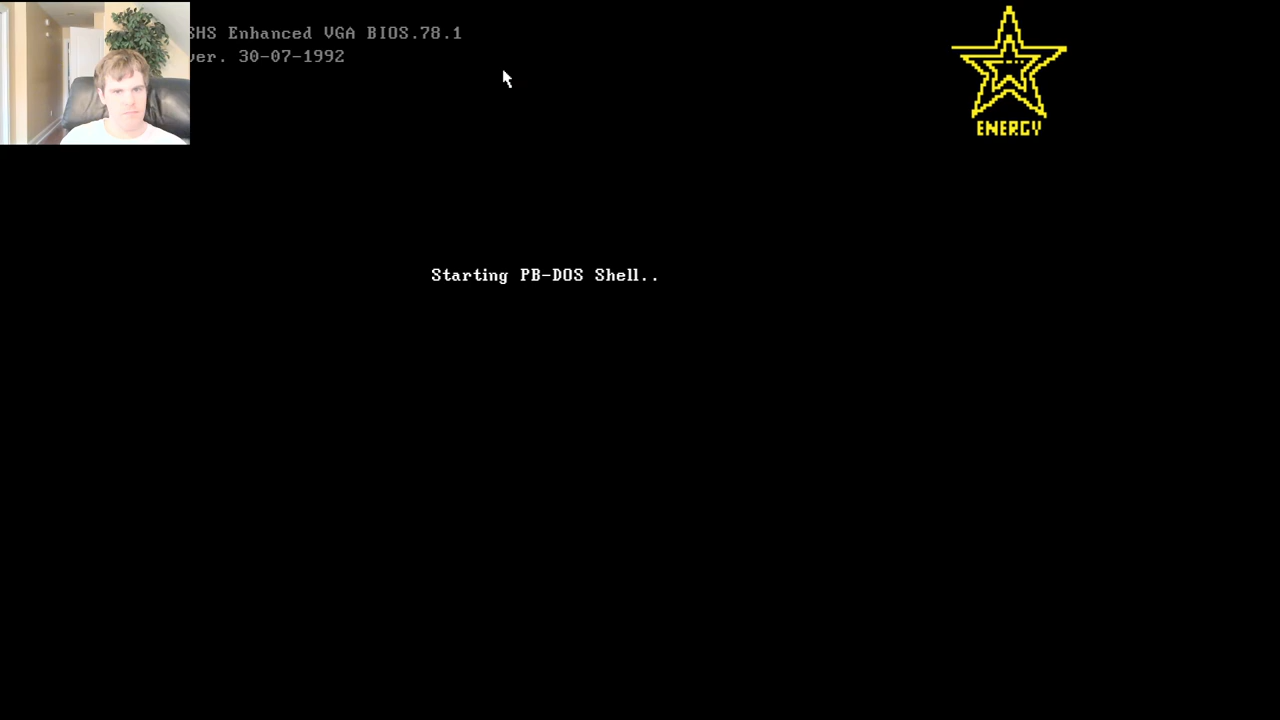 SHS Enhanced VGA BIOS.78.1
ver. 30-07-1992
ENERGY
Starting PB-DOS Shell..